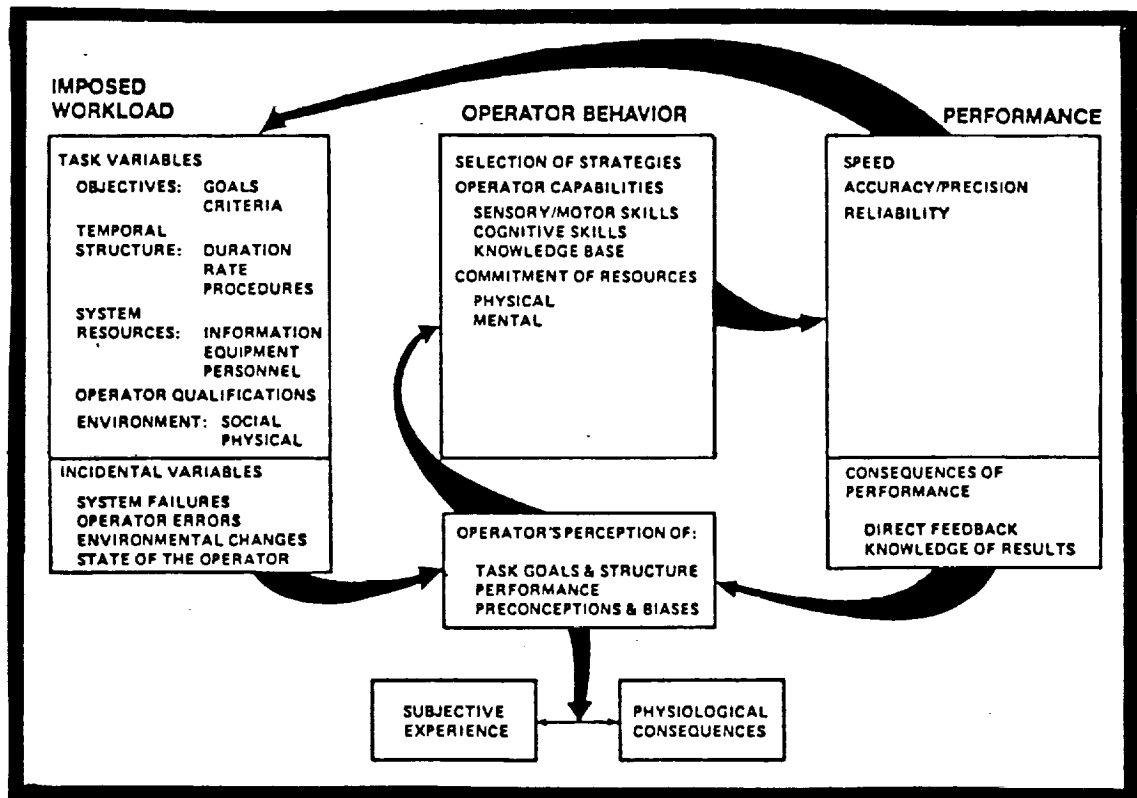 IMPOSED
WORKLOAD
TASK VARIABLES
OBJECTIVES: GOALS
CRITERIA
TEMPORAL
STRUCTURE: DURATION
RATE
PROCEDURES
SYSTEM
RESOURCES: INFORMATION
EQUIPMENT
PERSONNEL
OPERATOR QUALIFICATIONS
ENVIRONMENT: SOCIAL
PHYSICAL
INCIDENTAL VARIABLES
SYSTEM FAILURES
OPERATOR ERRORS
ENVIRONMENTAL CHANGES
STATE OF THE OPERATOR
OPERATOR BEHAVIOR
SELECTION OF STRATEGIES
OPERATOR CAPABILITIES
SENSORY/MOTOR SKILLS
COGNITIVE SKILLS
KNOWLEDGE BASE
COMMITMENT OF RESOURCES
PHYSICAL
MENTAL
OPERATOR'S PERCEPTION OF:
TASK GOALS & STRUCTURE
PERFORMANCE
PRECONCEPTIONS & BIASES
PERFORMANCE
SPEED
ACCURACY/PRECISION
RELIABILITY
CONSEQUENCES OF
PERFORMANCE
DIRECT FEEDBACK
KNOWLEDGE OF RESULTS
SUBJECTIVE
EXPERIENCE
PHYSIOLOGICAL
CONSEQUENCES